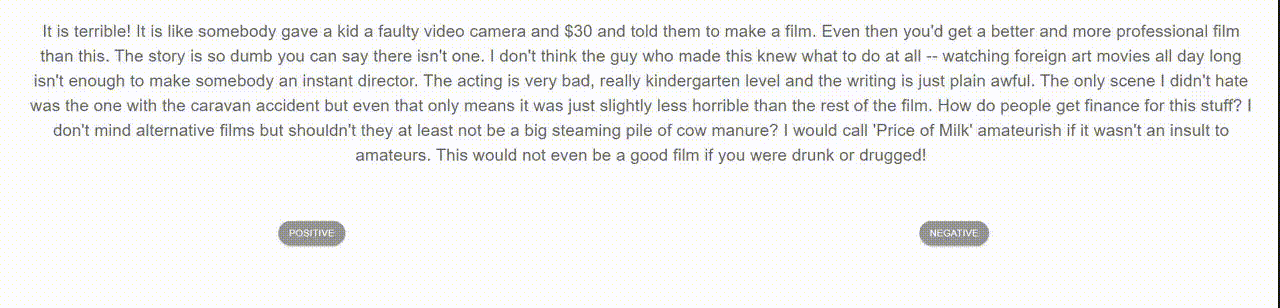 It is terrible! It is like somebody gave a kid a faulty video camera and $30 and told them to make a film. Even then you'd get a better and more professional film
than this. The story is so dumb you can say there isn't one. I don't think the guy who made this knew what to do at all -- watching foreign art movies all day long
isn't enough to make somebody an instant director. The acting is very bad, really kindergarten level and the writing is just plain awful. The only scene I didn't hate
was the one with the caravan accident but even that only means it was just slightly less horrible than the rest of the film. How do people get finance for this stuff? I
don't mind alternative films but shouldn't they at least not be a big steaming pile of cow manure? I would call 'Price of Milk' amateurish if it wasn't an insult to
amateurs. This would not even be a good film if you were drunk or drugged!
POSITIVE
NEGATIVE